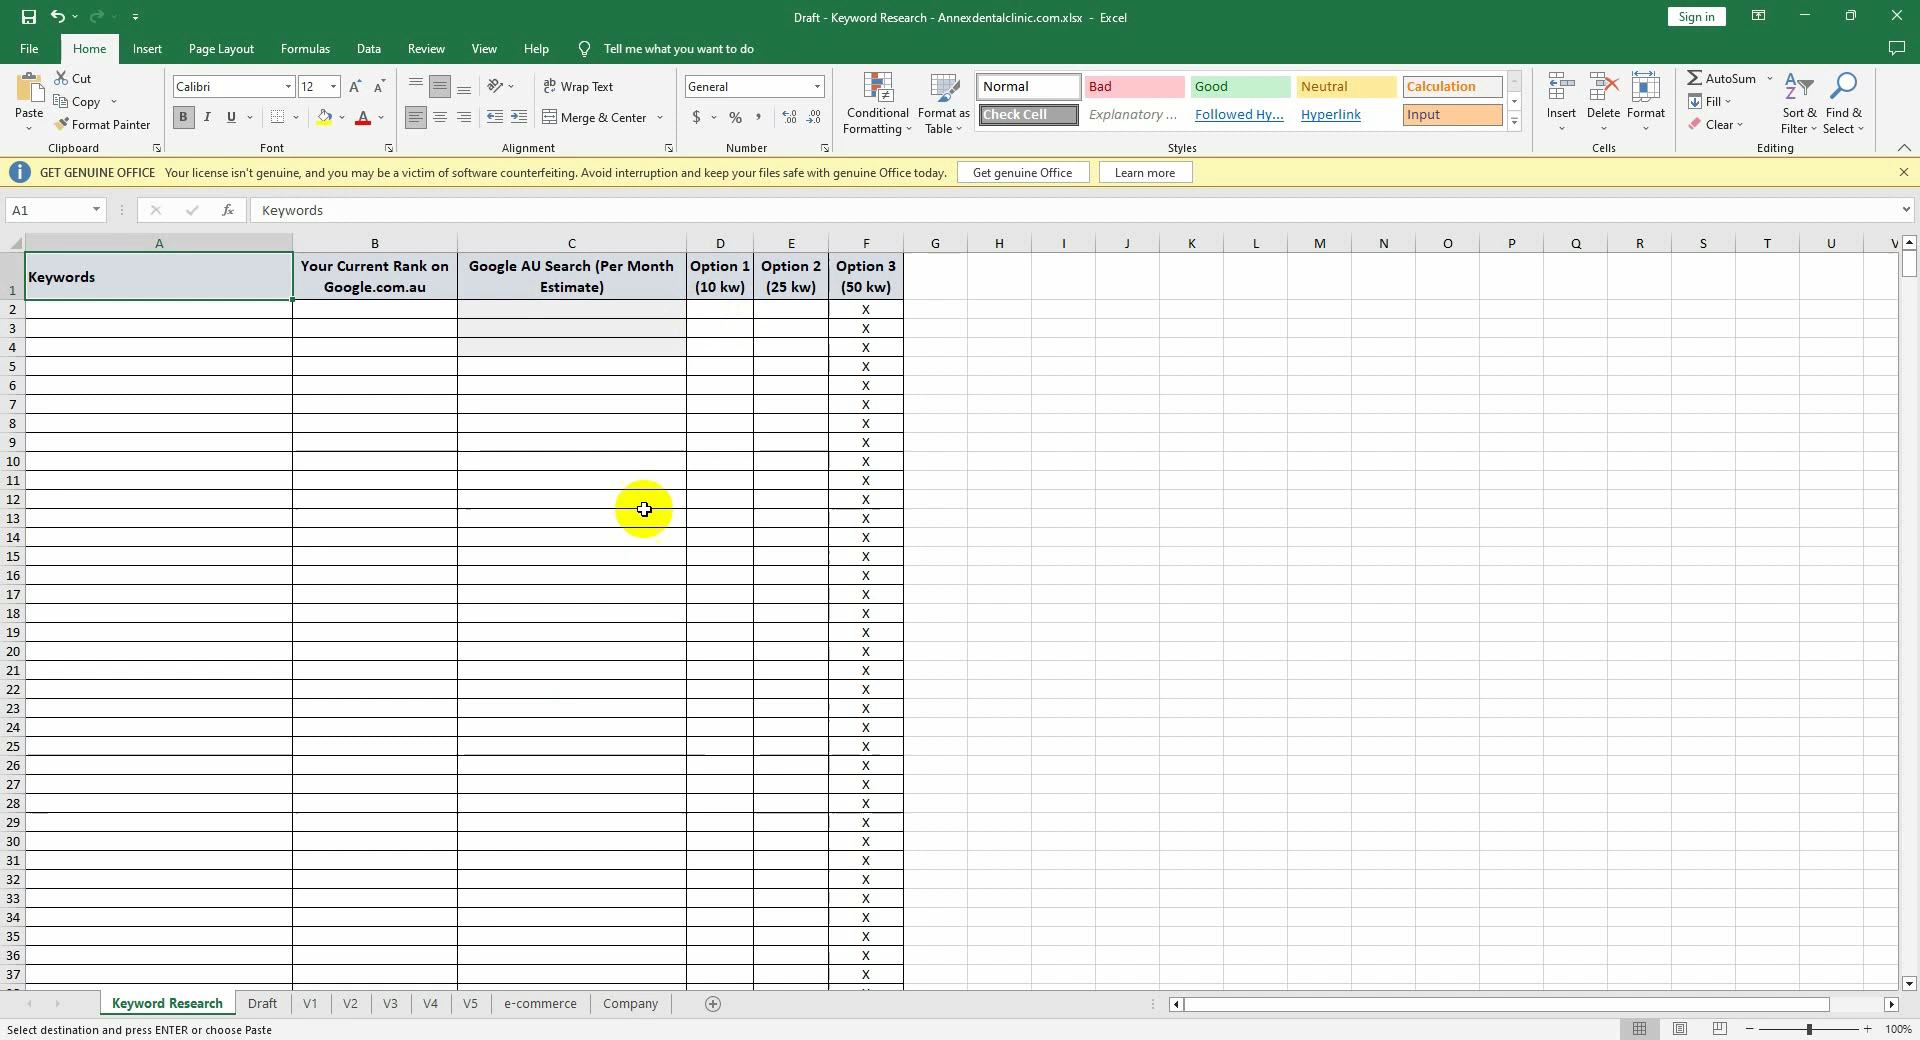 Draft - Keyword Research - Annexdentalclinic.com.xlsx - Excel
Sign in
File Home Insert Page Layout Formulas Data Review View Help Tell me what you want to do
Paste
Cut
Copy
Format Painter
Clipboard
Calibri 12 A A
B I U A
Font
ab Wrap Text
Merge & Center
Alignment
General
$ % ,
Number
Conditional Formatting
Format as Table
Normal Bad Good Neutral Calculation
Check Cell Explanatory ... Followed Hy... Hyperlink Input
Styles
Insert Delete Format
Cells
AutoSum
Fill
Clear
Sort & Filter
Find & Select
Editing
GET GENUINE OFFICE Your license isn't genuine, and you may be a victim of software counterfeiting. Avoid interruption and keep your files safe with genuine Office today. Get genuine Office Learn more
A1 fx Keywords
A B C D E F G H I J K L M N O P Q R S T U V
1 Keywords
Your Current Rank on Google.com.au
Google AU Search (Per Month Estimate)
Option 1 (10 kw)
Option 2 (25 kw)
Option 3 (50 kw)
2 X
3 X
4 X
5 X
6 X
7 X
8 X
9 X
10 X
11 X
12 X
13 X
14 X
15 X
16 X
17 X
18 X
19 X
20 X
21 X
22 X
23 X
24 X
25 X
26 X
27 X
28 X
29 X
30 X
31 X
32 X
33 X
34 X
35 X
36 X
37 X
Keyword Research Draft V1 V2 V3 V4 V5 e-commerce Company
Select destination and press ENTER or choose Paste
100%